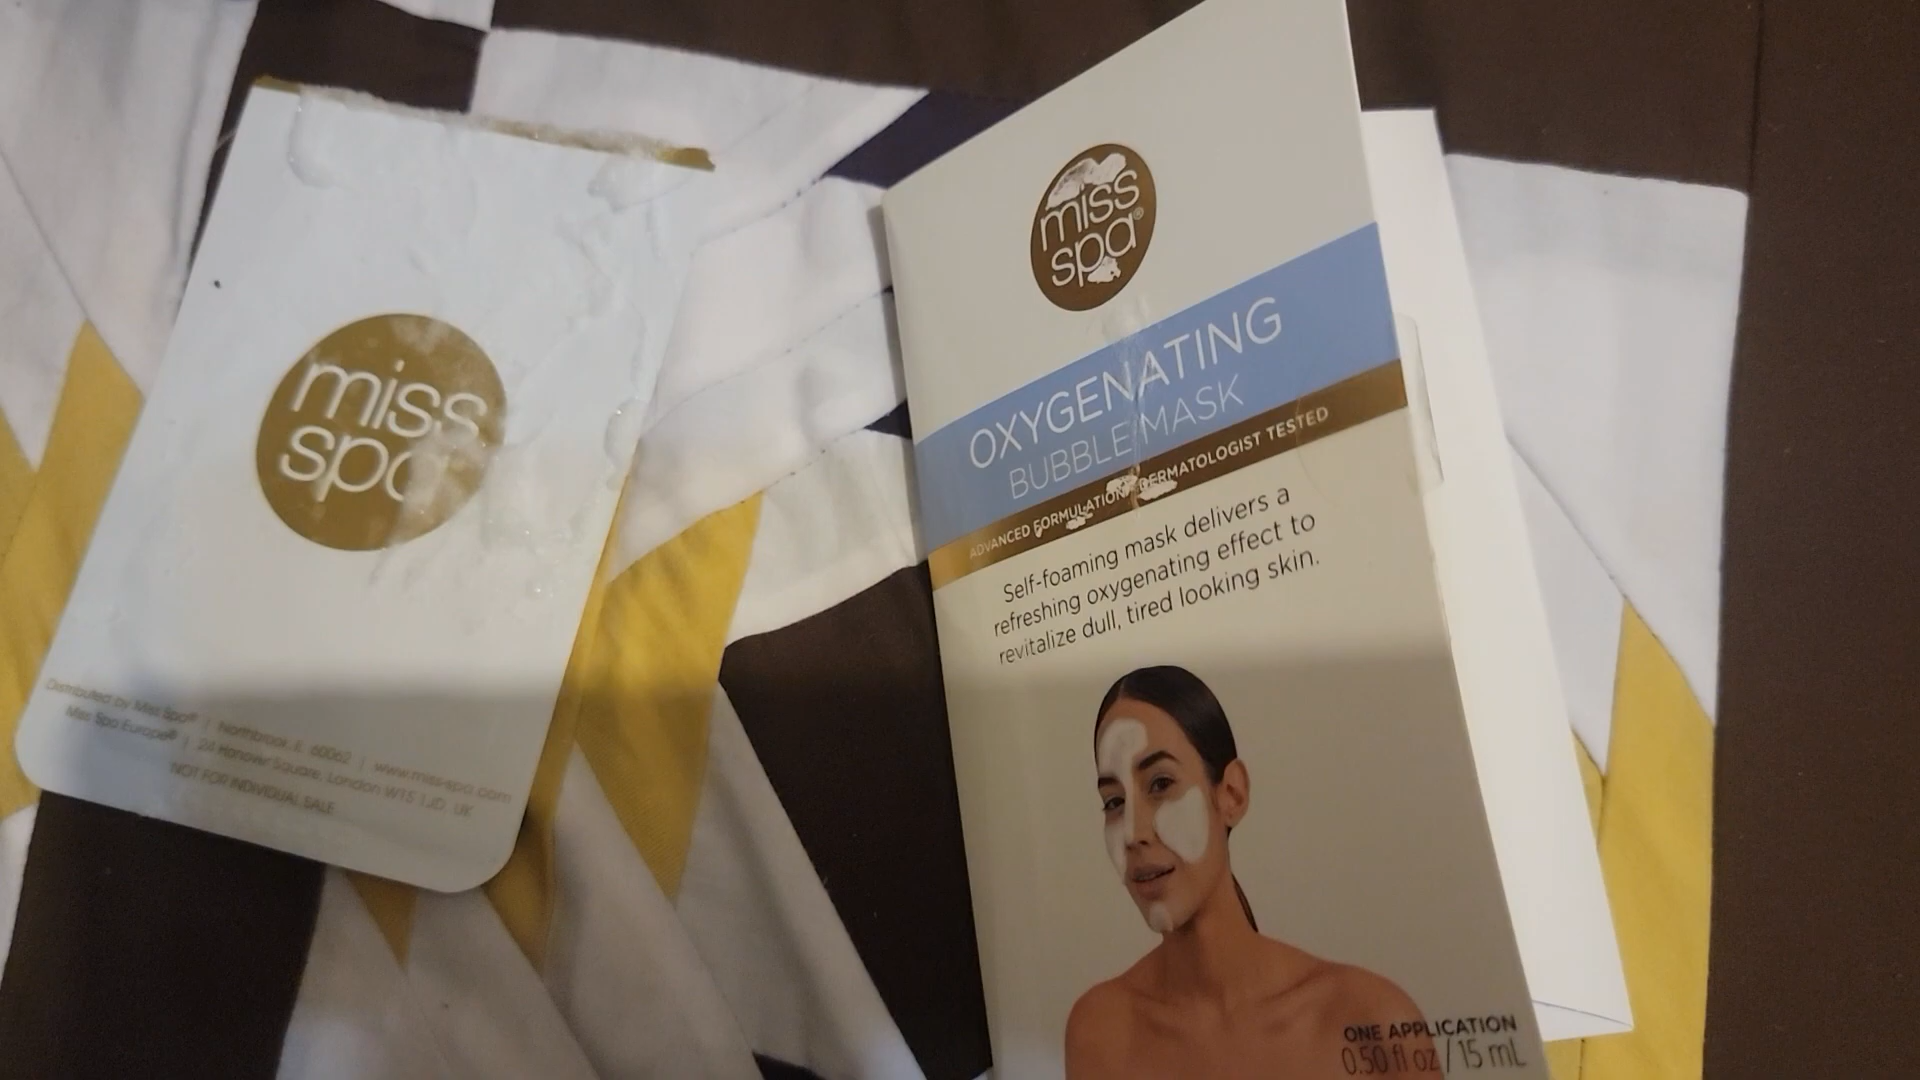 miss
spa
Distributed by Miss Spa® | Northbrook, IL 60062 | www.miss-spa.com
Miss Spa Europe® | 24 Hanover Square, London W1S 1JD UK
NOT FOR INDIVIDUAL SALE
miss
spa®
OXYGENATING
BUBBLE MASK
ADVANCED FORMULATION DERMATOLOGIST TESTED
Self-foaming mask delivers a
refreshing oxygenating effect to
revitalize dull, tired looking skin.
ONE APPLICATION
0.50 fl oz / 15 mL